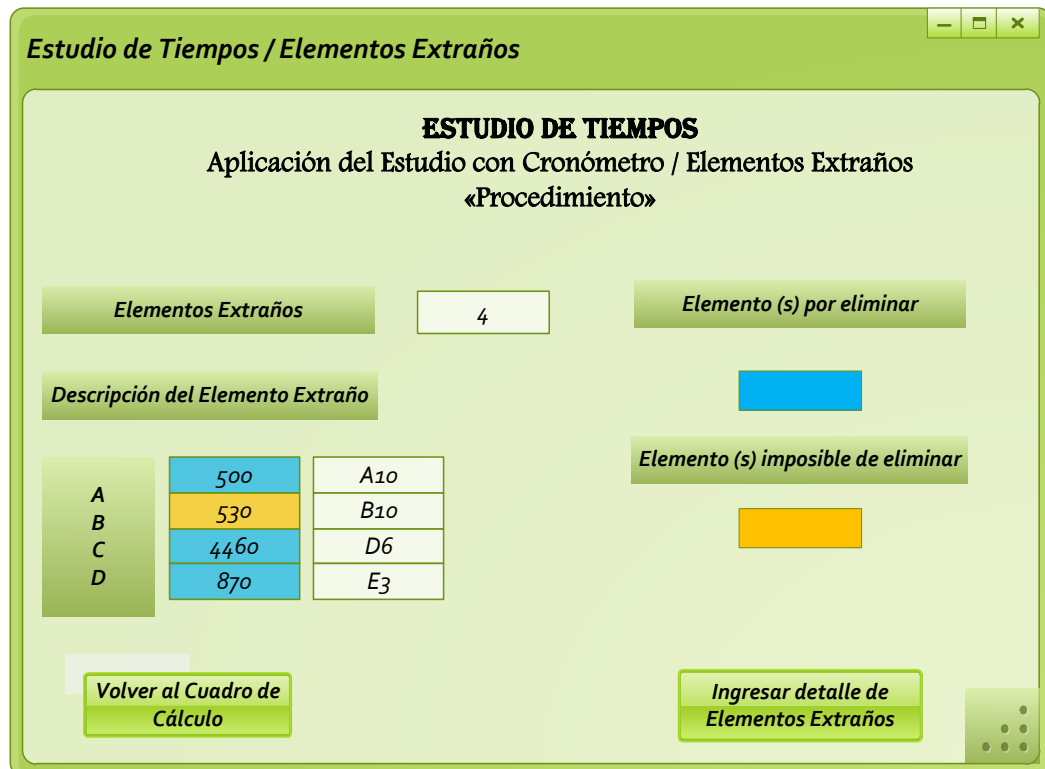 Estudio de Tiempos / Elementos Extraños
ESTUDIO DE TIEMPOS
Aplicación del Estudio con Cronómetro / Elementos Extraños
«Procedimiento»
Elementos Extraños
4
Elemento (s) por eliminar
Descripción del Elemento Extraño
Elemento (s) imposible de eliminar
A 500 A10
B 530 B10
C 4460 D6
D 870 E3
Volver al Cuadro de
Cálculo
Ingresar detalle de
Elementos Extraños